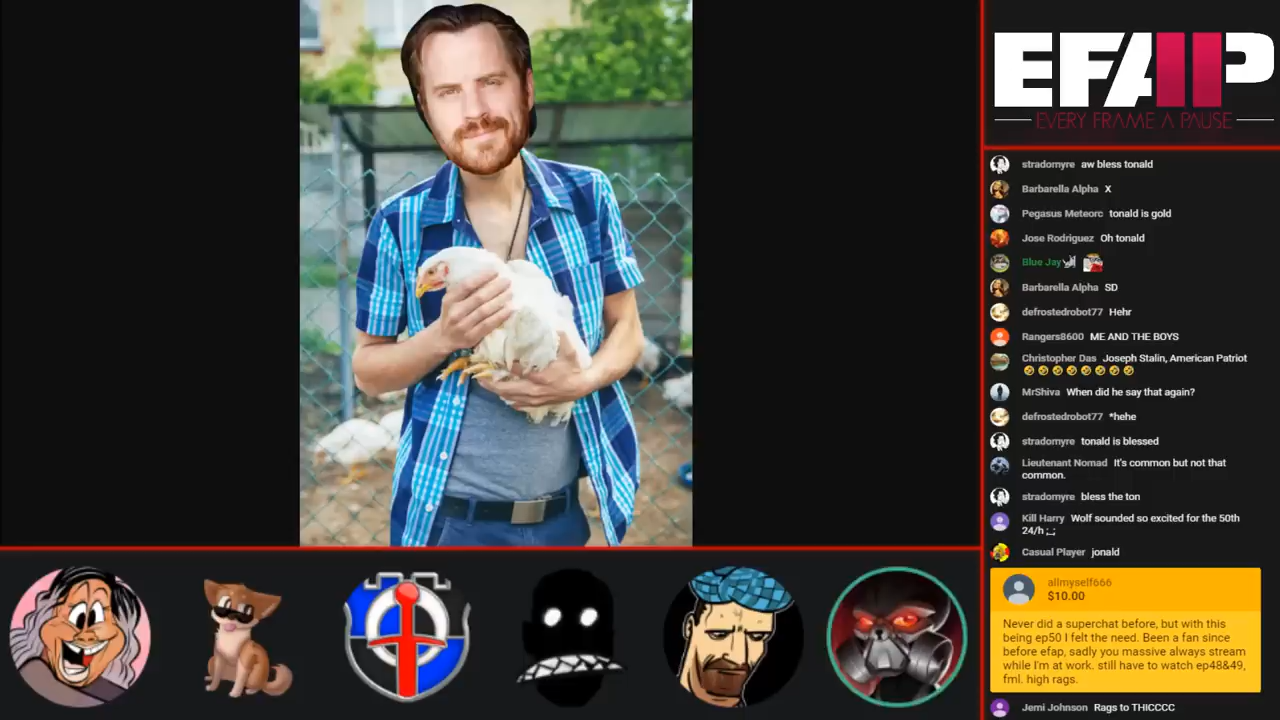 EFAP
EVERY FRAME A PAUSE
stradomyre aw bless tonald
Barbarella Alpha X
Pegasus Meteorc tonald is gold
Jose Rodriguez Oh tonald
Blue Jay
Barbarella Alpha SD
defrostedrobot77 Hehr
Rangers8600 ME AND THE BOYS
Christopher Das Joseph Stalin, American Patriot
🤣🤣🤣🤣🤣🤣🤣🤣
MrShiva When did he say that again?
defrostedrobot77 *hehe
stradomyre tonald is blessed
Lieutenant Nomad It's common but not that
common.
stradomyre bless the ton
Kill Harry Wolf sounded so excited for the 50th
24/h
Casual Player jonald
allmyself666
$10.00
Never did a superchat before, but with this
being ep50 I felt the need. Been a fan since
before efap, sadly you massive always stream
while I'm at work. still have to watch ep48&49,
fml. high rags.
Jemi Johnson Rags to THICCCC